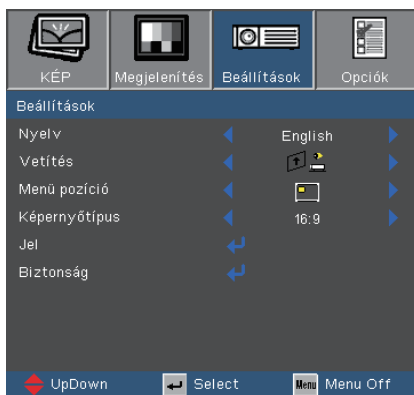 KÉP Megjelenítés Beállítások Opciók
Beállítások
Nyelv English
Vetítés
Menü pozíció
Képernyőtípus 16:9
Jel
Biztonság
UpDown Select Menu Menu Off